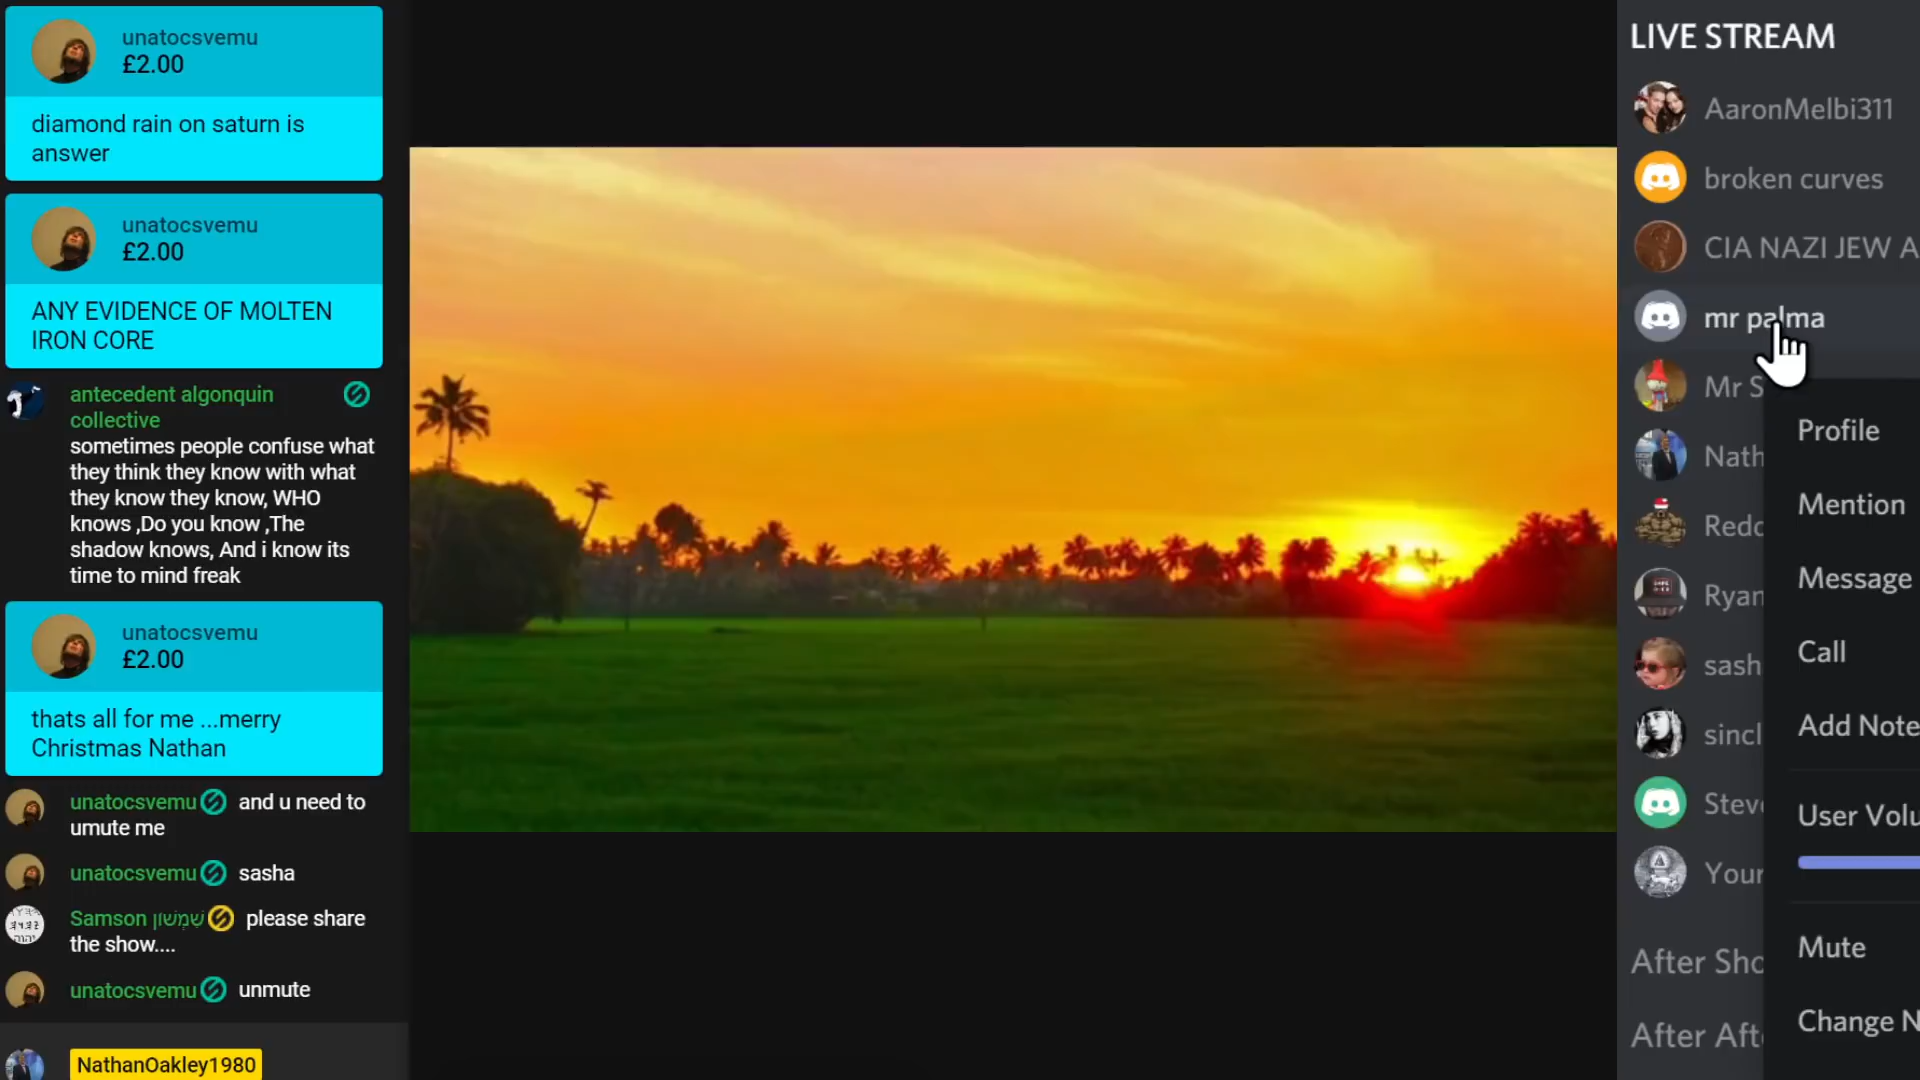 unatocsvemu
£2.00
diamond rain on saturn is
answer
unatocsvemu
£2.00
ANY EVIDENCE OF MOLTEN
IRON CORE
antecedent algonquin
collective
sometimes people confuse what
they think they know with what
they know they know, WHO
knows ,Do you know ,The
shadow knows, And i know its
time to mind freak
unatocsvemu
£2.00
thats all for me ...merry
Christmas Nathan
unatocsvemu and u need to
umute me
unatocsvemu sasha
Samson שִׁמְשׁוֹן please share
the show....
unatocsvemu unmute
NathanOakley1980
LIVE STREAM
AaronMelbi311
broken curves
CIA NAZI JEW A
mr palma
Mr S
Nath
Redd
Ryan
sash
sincl
Steve
Your
After Sho
After Aft
Profile
Mention
Message
Call
Add Note
User Volu
Mute
Change N